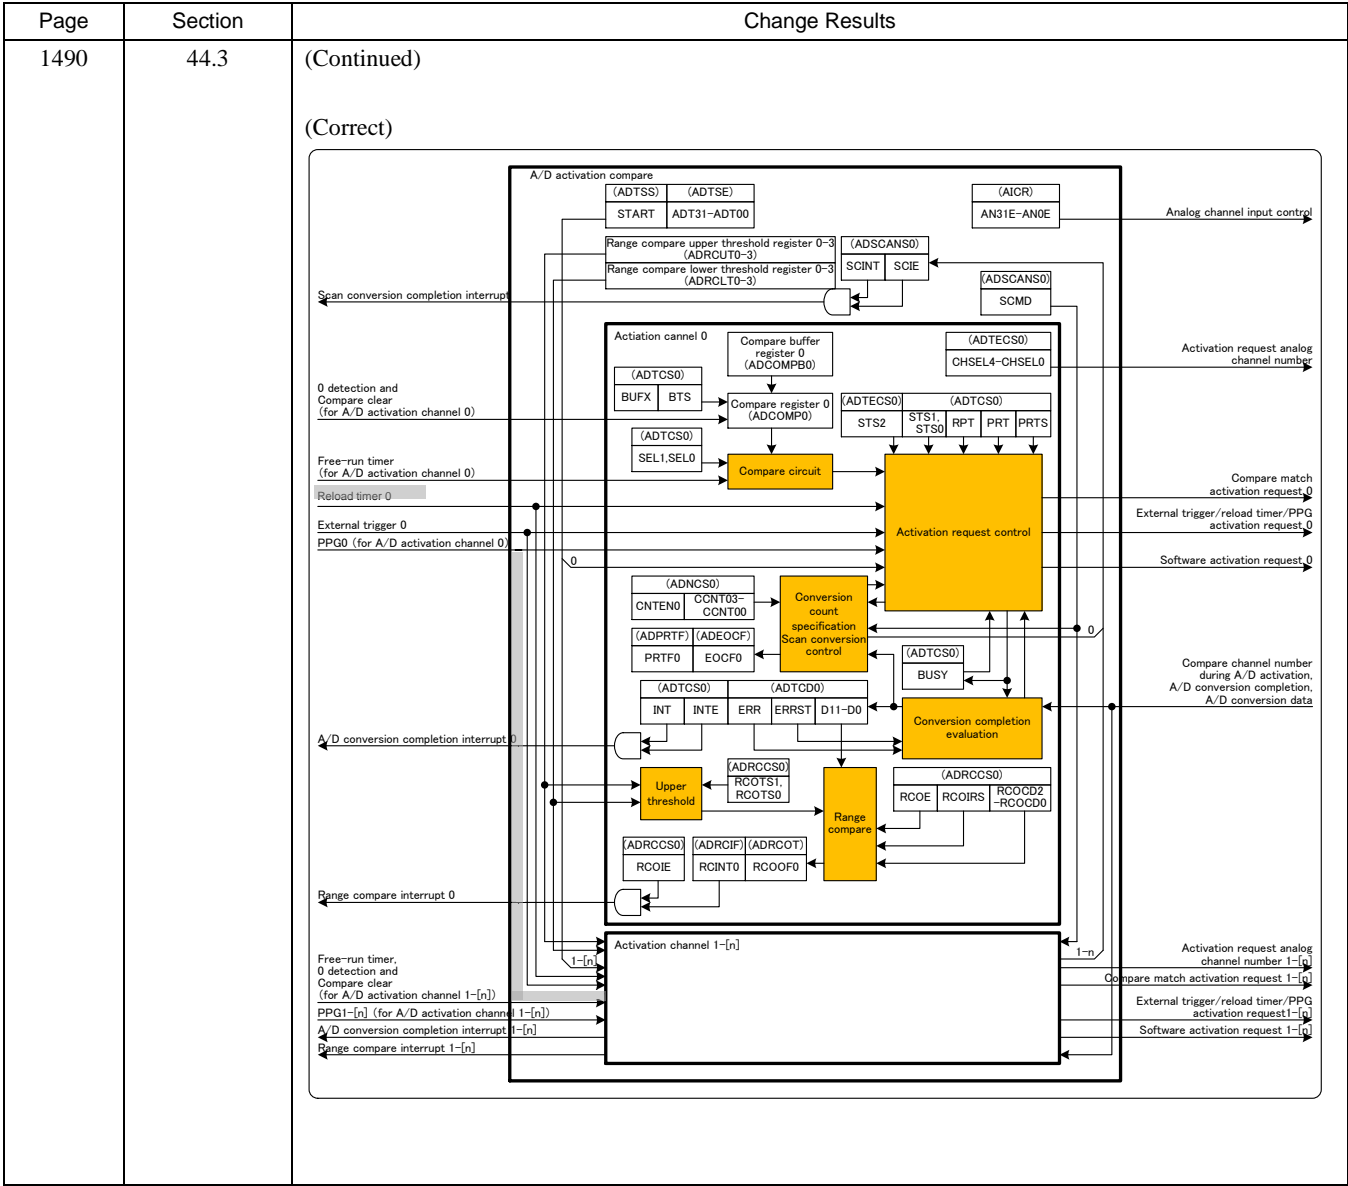 Page Section Change Results
1490 44.3 (Continued)
(Correct)
A/D activation compare
(ADTSS) (ADTSE)
START ADT31-ADT00
(AICR)
AN31E-AN0E
Analog channel input control
Range compare upper threshold register 0-3
(ADRCUT0-3)
Range compare lower threshold register 0-3
(ADRCLT0-3)
(ADSCANS0)
SCINT SCIE
(ADSCANS0)
SCMD
Scan conversion completion interrupt
Actiation cannel 0
Compare buffer
register 0
(ADCOMPB0)
(ADTECS0)
CHSEL4-CHSEL0
Activation request analog
channel number
(ADTCS0)
BUFX BTS
Compare register 0
(ADCOMP0)
0 detection and
Compare clear
(for A/D activation channel 0)
(ADTECS0) (ADTCS0)
STS2 STS1,
STS0 RPT PRT PRTS
(ADTCS0)
SEL1,SEL0
Compare circuit
Free-run timer
(for A/D activation channel 0)
Reload timer 0
External trigger 0
PPG0 (for A/D activation channel 0)
Activation request control
Compare match
activation request 0
External trigger/reload timer/PPG
activation request 0
Software activation request 0
0
(ADNCS0)
CNTEN0 CCNT03-
CCNT00
Conversion
count
specification
Scan conversion
control
(ADPRTF) (ADEOCF)
PRTF0 EOCF0
0
(ADTCS0)
BUSY
Compare channel number
during A/D activation,
A/D conversion completion,
A/D conversion data
(ADTCS0) (ADTCD0)
INT INTE ERR ERRST D11-D0
Conversion completion
evaluation
A/D conversion completion interrupt 0
Upper
threshold
(ADRCCS0)
RCOTS1,
RCOTS0
Range
compare
(ADRCCS0)
RCOE RCOIRS RCOCD2
-RCOCD0
(ADRCCS0) (ADRCIF) (ADRCOT)
RCOIE RCINT0 RCOOF0
Range compare interrupt 0
Activation channel 1-[n]
1-[n]
1-n
Free-run timer,
0 detection and
Compare clear
(for A/D activation channel 1-[n])
PPG1-[n] (for A/D activation channel 1-[n])
A/D conversion completion interrupt 1-[n]
Range compare interrupt 1-[n]
Activation request analog
channel number 1-[n]
Compare match activation request 1-[n]
External trigger/reload timer/PPG
activation request1-[n]
Software activation request 1-[n]